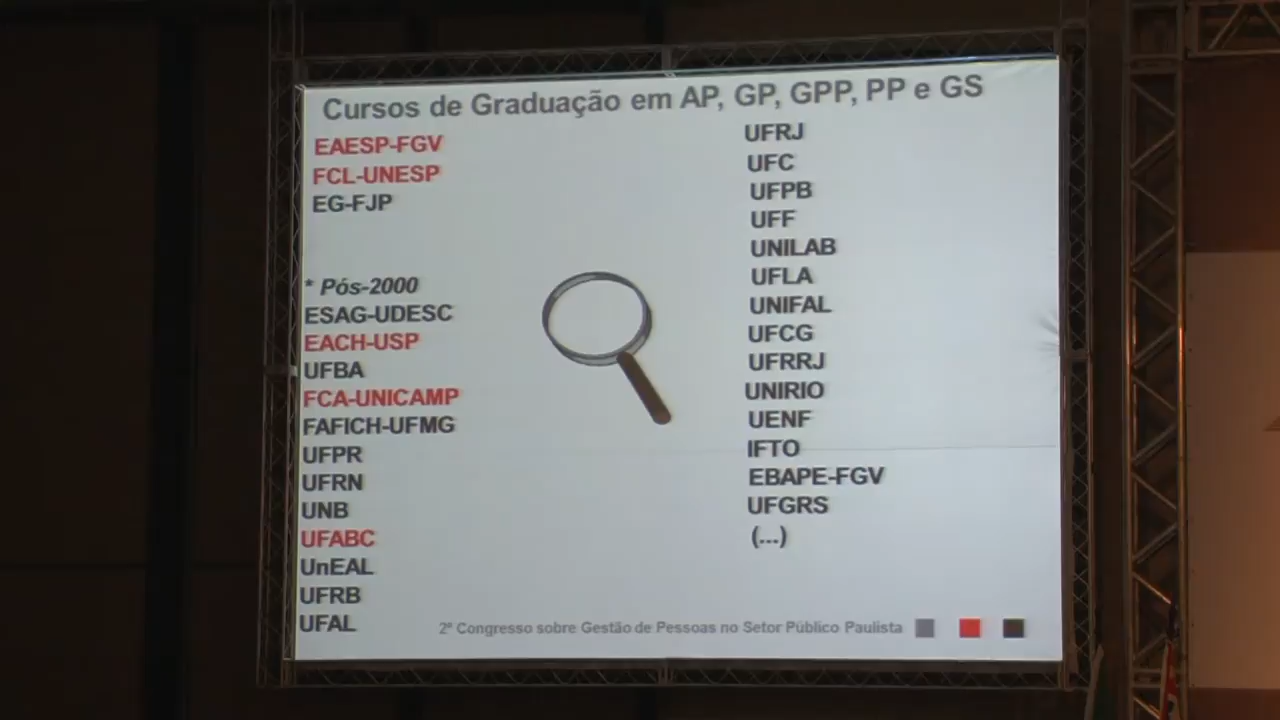 Cursos de Graduação em AP, GP, GPP, PP e GS
EAESP-FGV
FCL-UNESP
EG-FJP
* Pós-2000
ESAG-UDESC
EACH-USP
UFBA
FCA-UNICAMP
FAFICH-UFMG
UFPR
UFRN
UNB
UFABC
UnEAL
UFRB
UFAL
UFRJ
UFC
UFPB
UFF
UNILAB
UFLA
UNIFAL
UFCG
UFRRJ
UNIRIO
UENF
IFTO
EBAPE-FGV
UFGRS
(...)
2º Congresso sobre Gestão de Pessoas no Setor Público Paulista